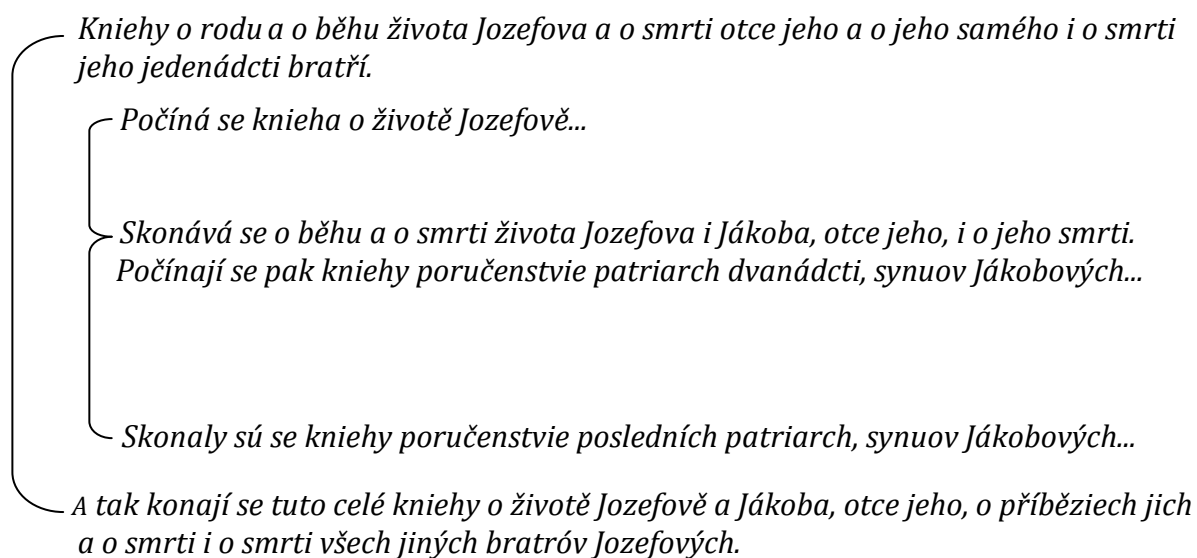 Kniehy o rodu a o běhu života Jozefova a o smrti otce jeho a o jeho samého i o smrti
jeho jedenádcti bratří.
Počíná se knieha o životě Jozefově...
Skonává se o běhu a o smrti života Jozefova i Jákoba, otce jeho, i o jeho smrti.
Počínají se pak kniehy poručenstvie patriarch dvanádcti, synuov Jákobových...
Skonaly sú se kniehy poručenstvie posledních patriarch, synuov Jákobových...
A tak konají se tuto celé kniehy o životě Jozefově a Jákoba, otce jeho, o příběziech jich
a o smrti i o smrti všech jiných bratróv Jozefových.